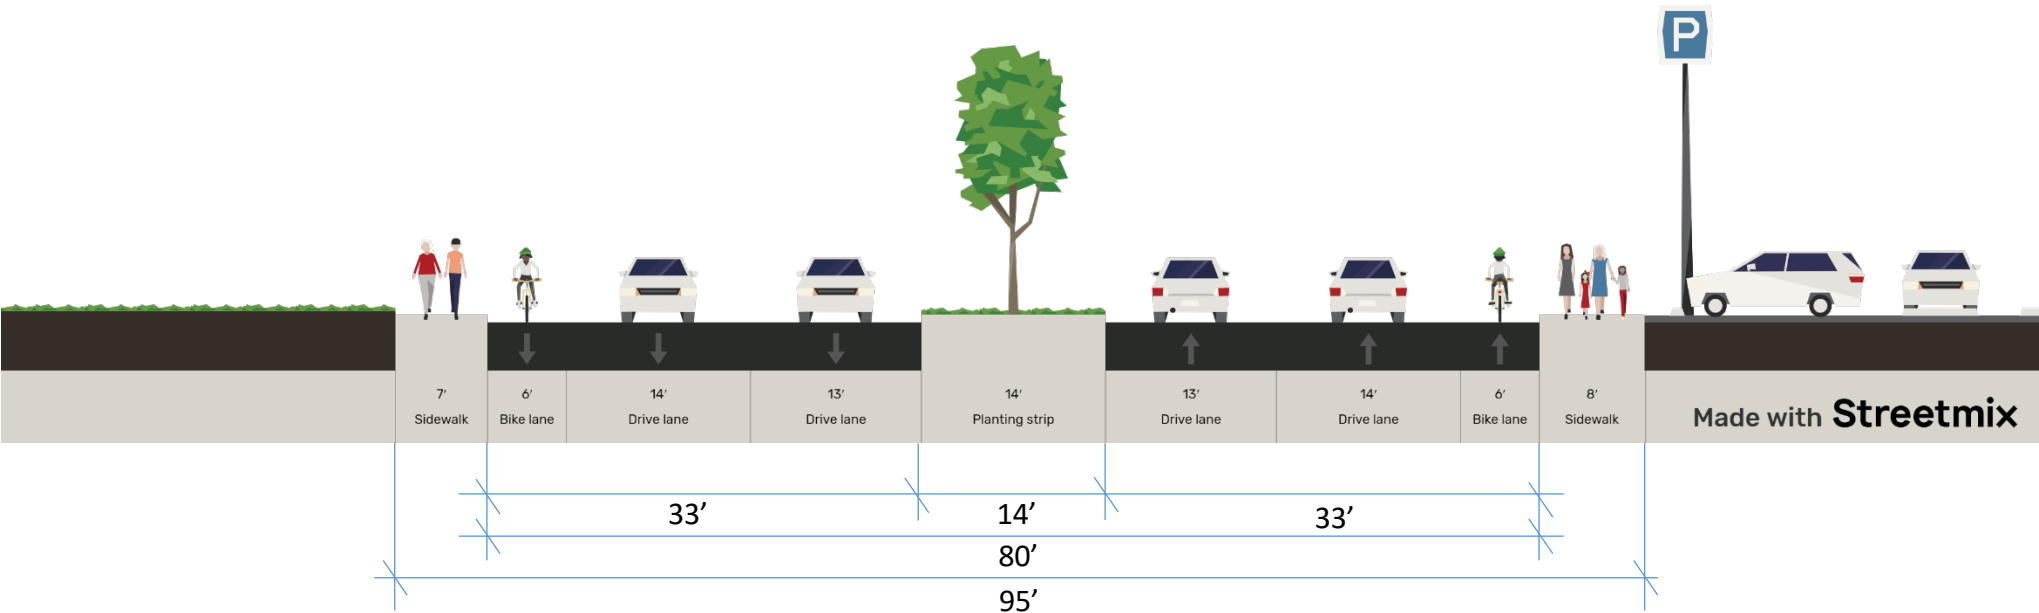 P
7′
Sidewalk
6′
Bike lane
14′
Drive lane
13′
Drive lane
14′
Planting strip
13′
Drive lane
14′
Drive lane
6′
Bike lane
8′
Sidewalk
Made with Streetmix
33’
14’
33’
80’
95’